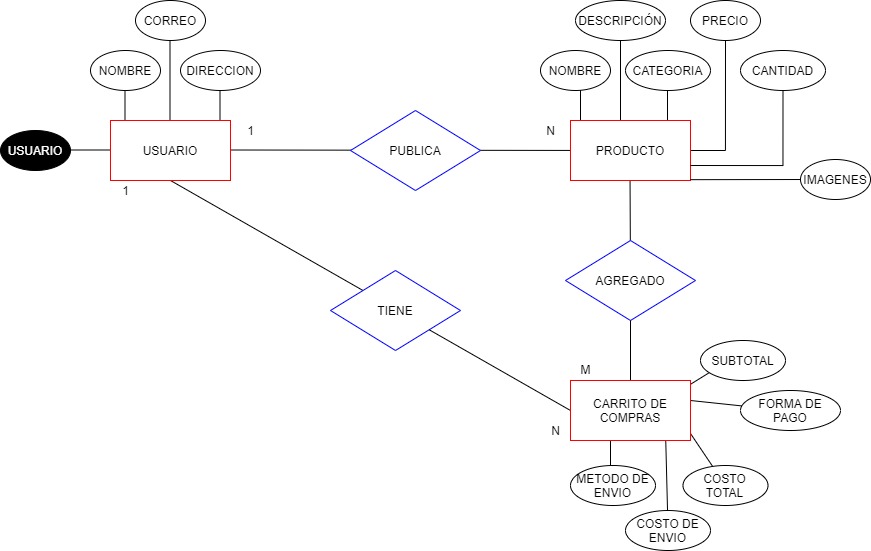 CORREO
DESCRIPCIÓN
PRECIO
NOMBRE
DIRECCION
NOMBRE
CATEGORIA
CANTIDAD
USUARIO
USUARIO
1
PUBLICA
N
PRODUCTO
IMAGENES
1
AGREGADO
TIENE
SUBTOTAL
M
CARRITO DE
COMPRAS
FORMA DE
PAGO
N
METODO DE
ENVIO
COSTO
TOTAL
COSTO DE
ENVIO